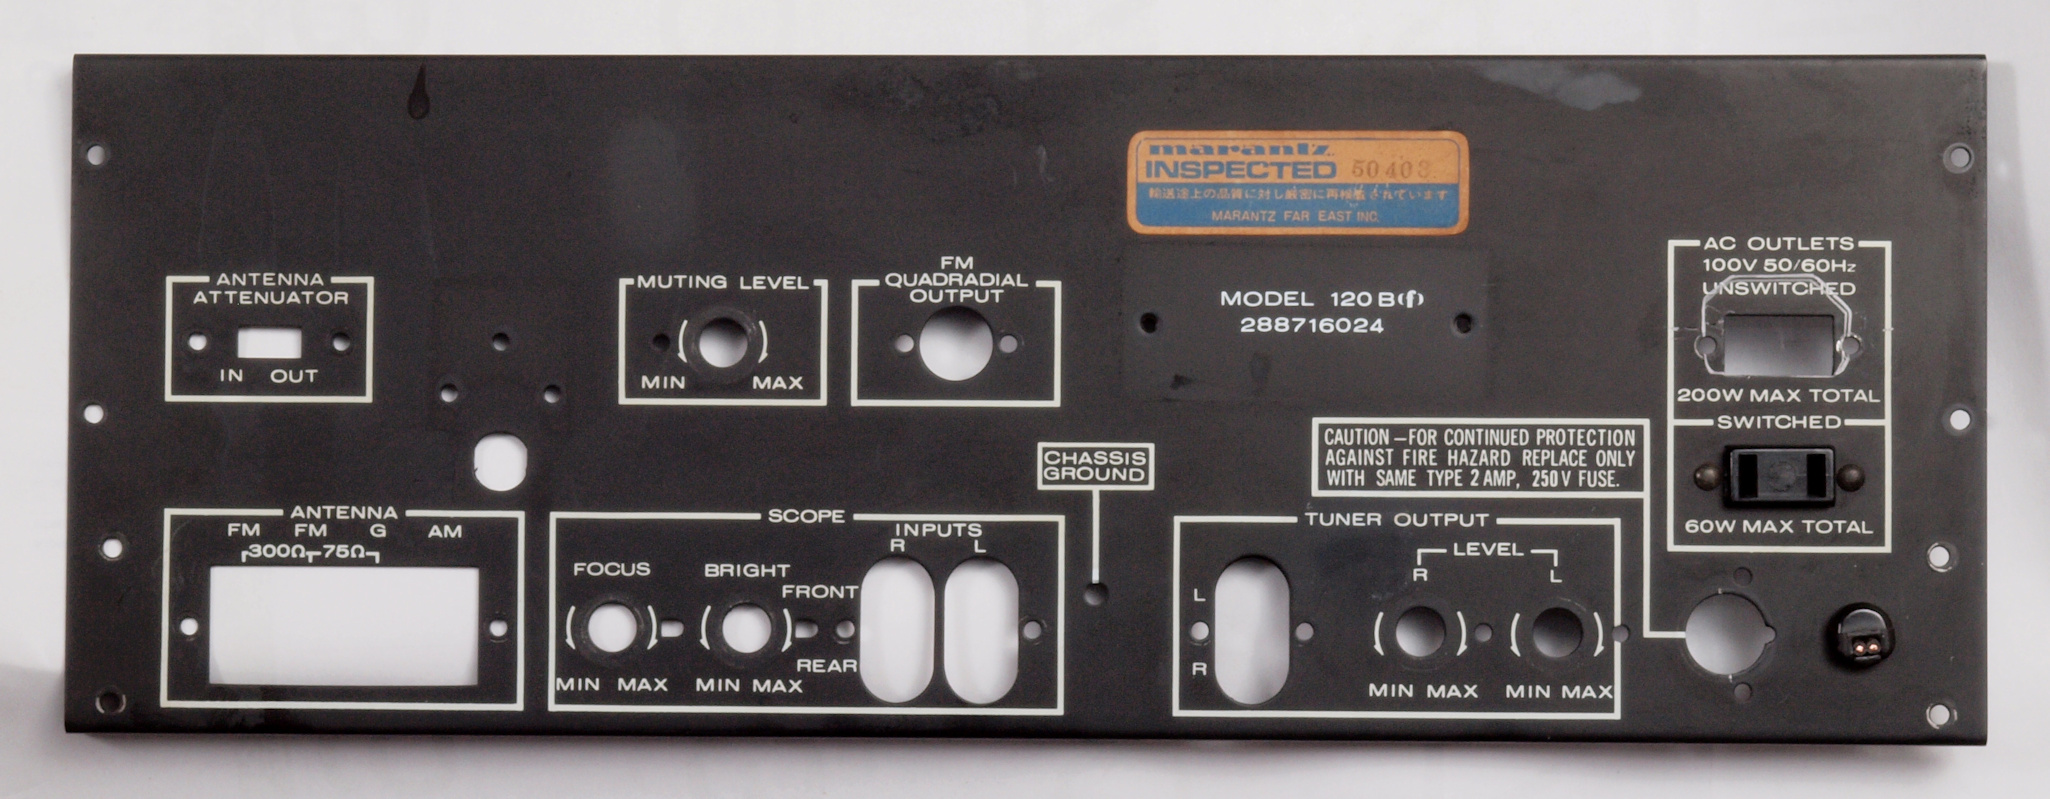 marantz
INSPECTED 50403
輸送途上の品質に対し厳密に再検査されています
MARANTZ FAR EAST INC.
ANTENNA
ATTENUATOR
IN OUT
MUTING LEVEL
MIN MAX
FM
QUADRADIAL
OUTPUT
MODEL 120B(f)
288716024
AC OUTLETS
100V 50/60Hz
UNSWITCHED
200W MAX TOTAL
SWITCHED
60W MAX TOTAL
CAUTION—FOR CONTINUED PROTECTION
AGAINST FIRE HAZARD REPLACE ONLY
WITH SAME TYPE 2 AMP, 250V FUSE.
CHASSIS
GROUND
ANTENNA
FM FM G AM
300Ω 75Ω
SCOPE
INPUTS
R L
FOCUS BRIGHT
FRONT
REAR
MIN MAX MIN MAX
TUNER OUTPUT
LEVEL
R L
L
R
MIN MAX MIN MAX